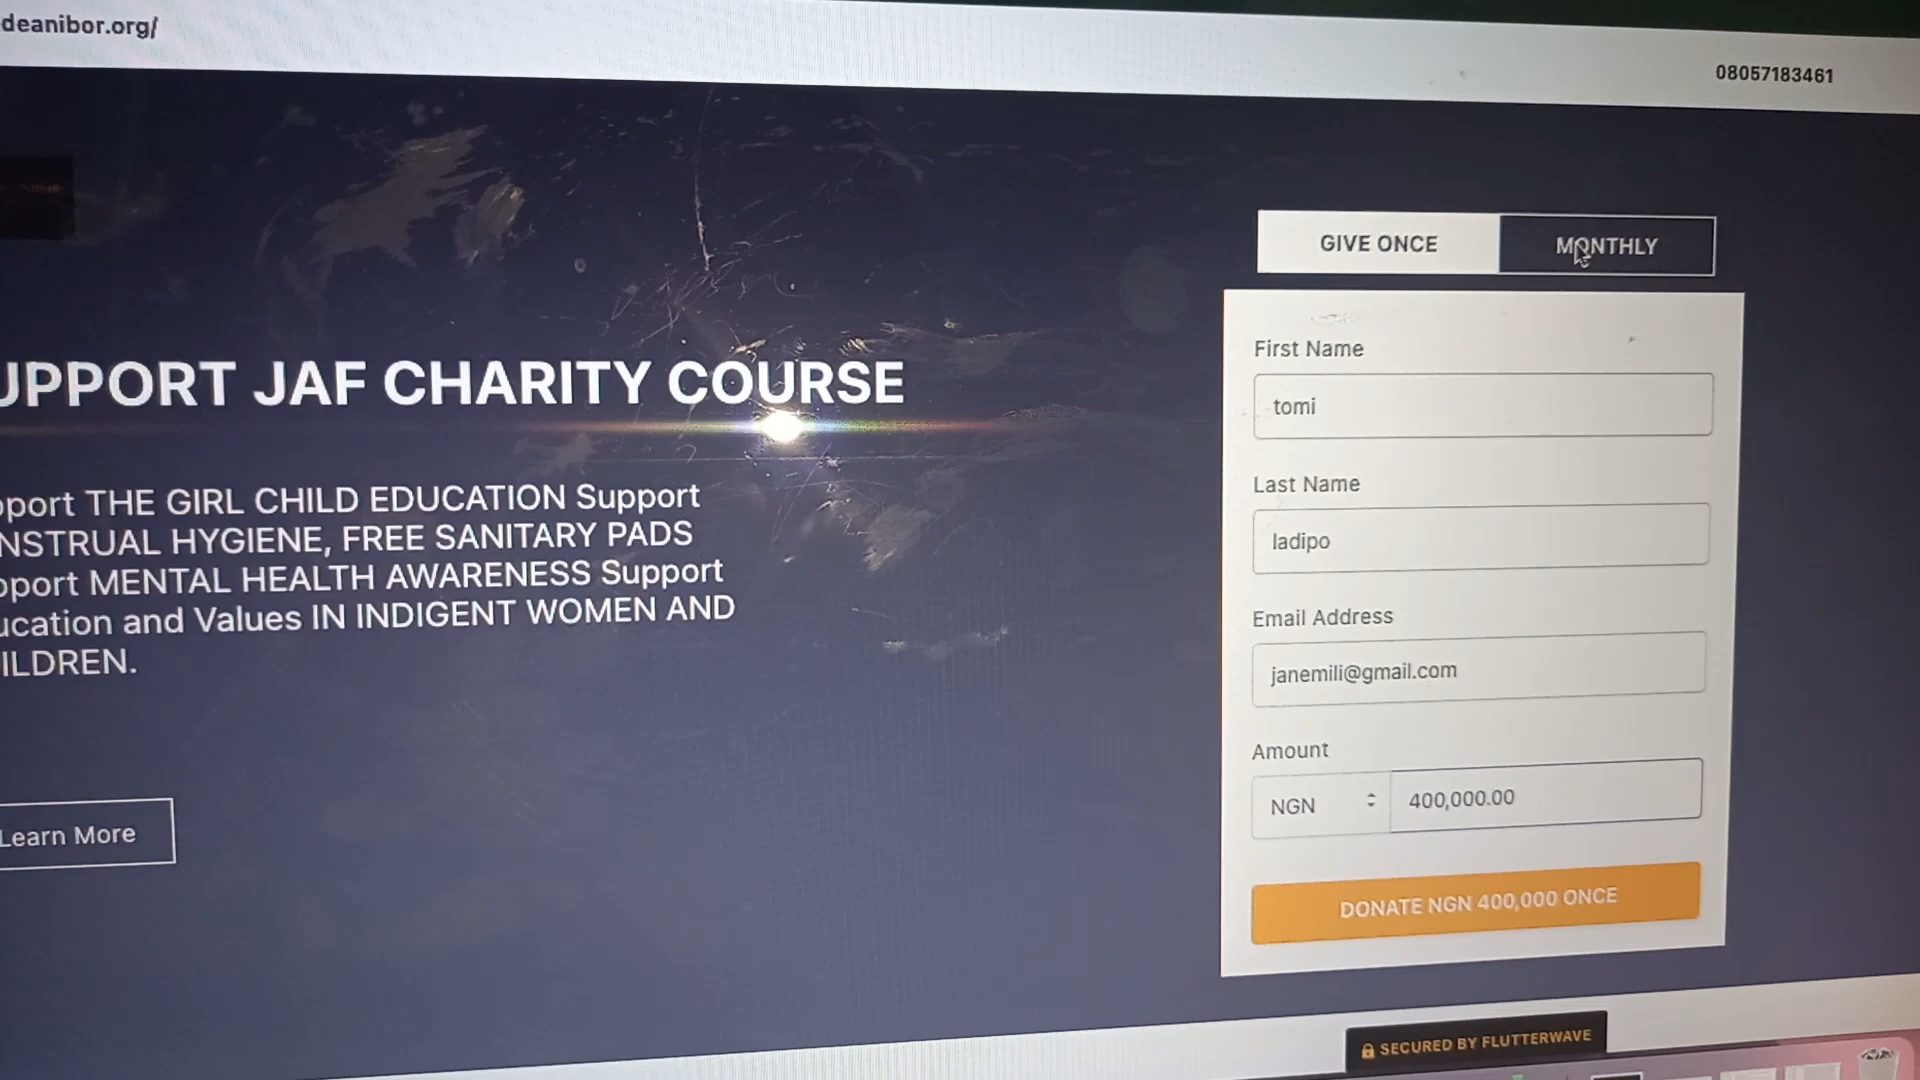 deanibor.org/
08057183461
GIVE ONCE
MONTHLY
UPPORT JAF CHARITY COURSE
pport THE GIRL CHILD EDUCATION Support
NSTRUAL HYGIENE, FREE SANITARY PADS
pport MENTAL HEALTH AWARENESS Support
ucation and Values IN INDIGENT WOMEN AND
ILDREN.
Learn More
First Name
tomi
Last Name
ladipo
Email Address
janemili@gmail.com
Amount
NGN
400,000.00
DONATE NGN 400,000 ONCE
SECURED BY FLUTTERWAVE